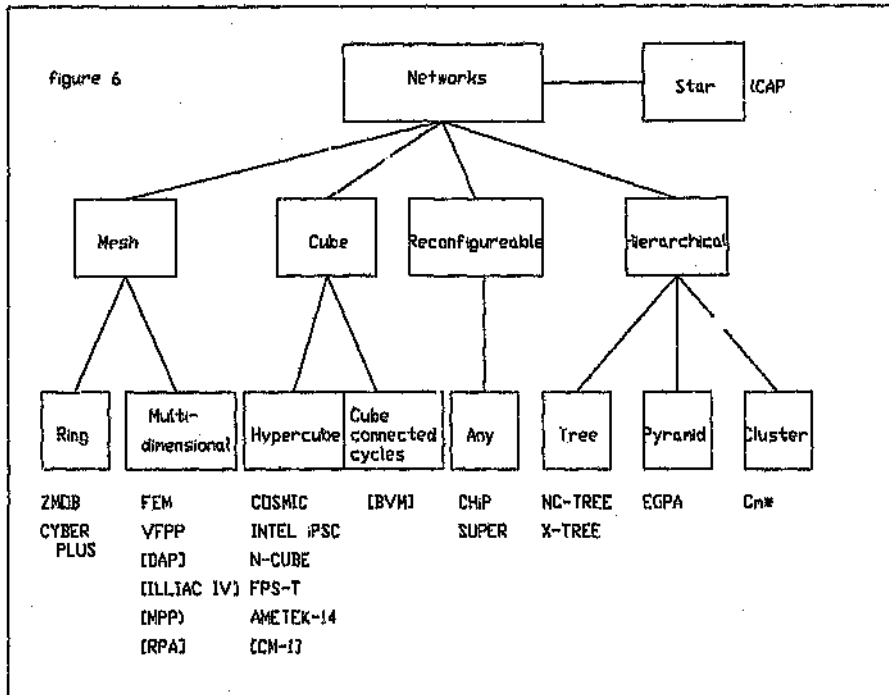 figure 6
Networks
Star
ICAP
Mesh
Cube
Reconfigureable
Hierarchical
Ring
Multi-
dimensional
Hypercube
Cube
connected
cycles
Any
Tree
Pyramid
Cluster
ZMOB
CYBER
PLUS
FEM
VFPP
[DAP]
[ILLIAC IV]
[MPP]
[RPA]
COSMIC
INTEL iPSC
N-CUBE
FPS-T
AMETEK-14
[CM-1]
[BVM]
CHiP
SUPER
NC-TREE
X-TREE
EGPA
Cm*